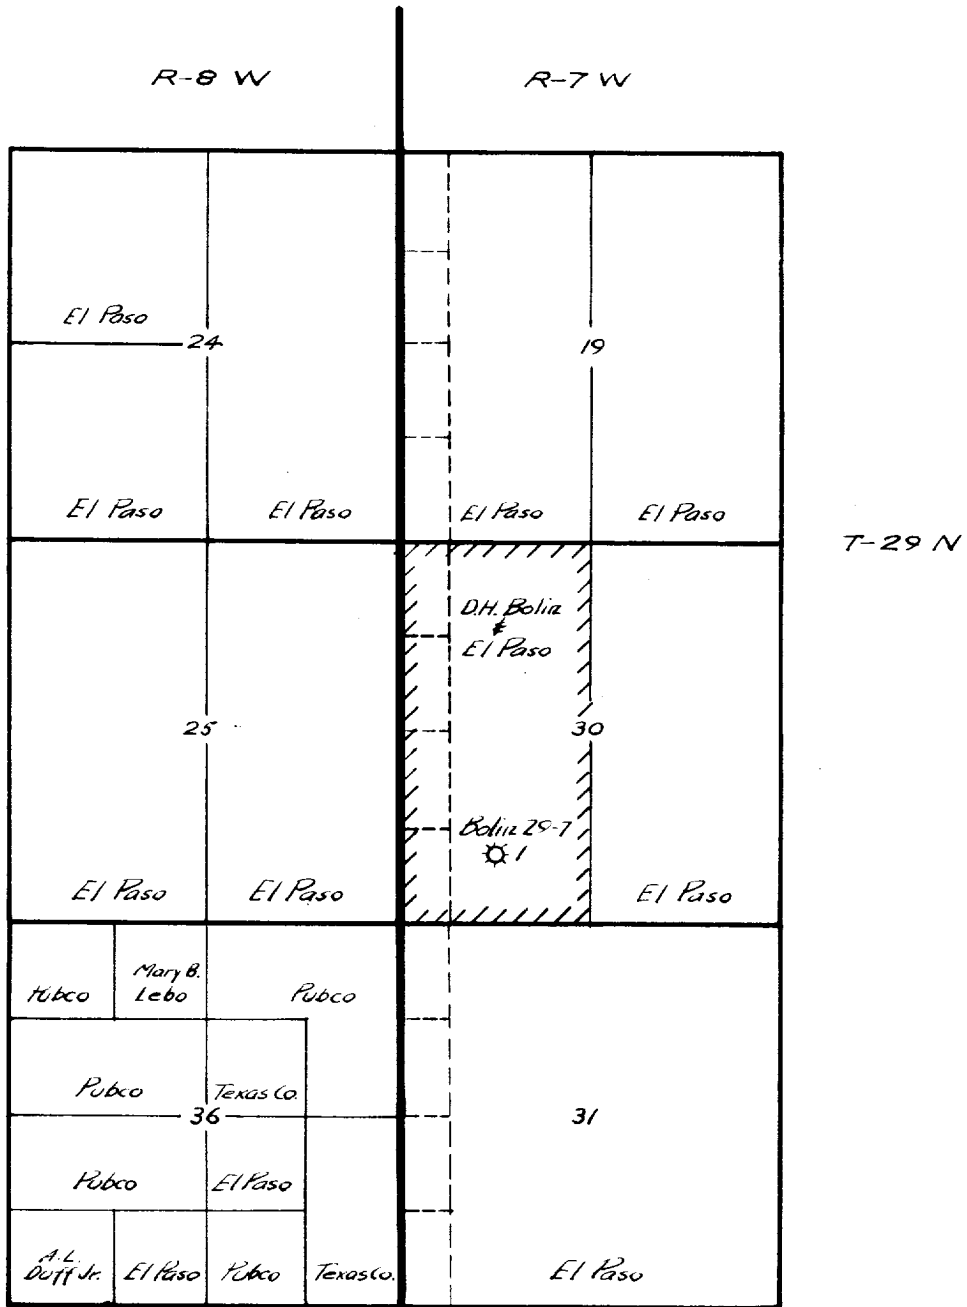 R-8 W
R-7 W
El Paso
24
19
El Paso
El Paso
El Paso
El Paso
T-29 N
D.H. Bolin
El Paso
25
30
Bolin 29-7
1
El Paso
El Paso
El Paso
Pubco
Mary B.
Lebo
Pubco
Pubco
Texas Co.
36
31
Pubco
El Paso
A.L.
Duff Jr.
El Paso
Pubco
Texas Co.
El Paso